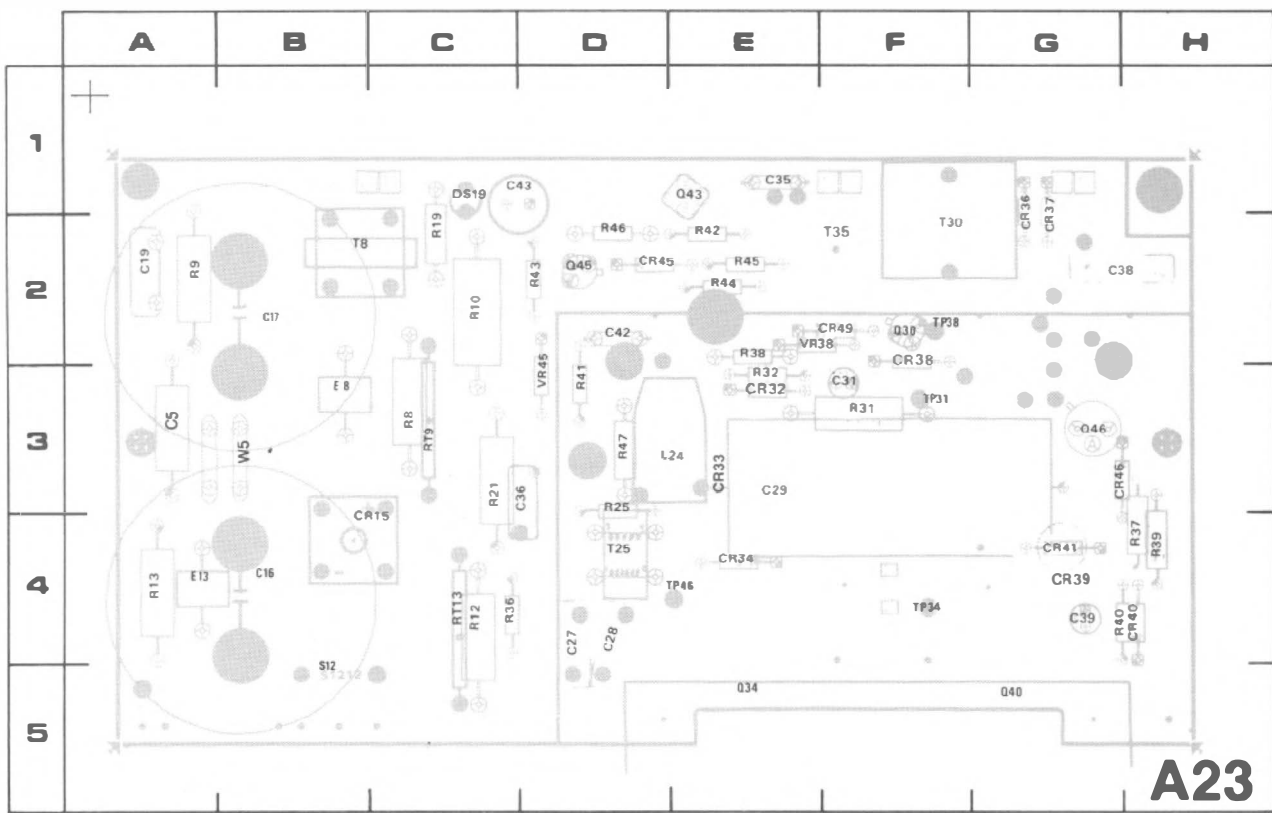 A B C D E F G H
1
DS19 C43 Q43 C35 CR36 CR37
R19
C19 R9 T8 R46 R42 T35 T30
R43 Q45 CR45 R45 C38
2
R44
C17 R10
C42 CR49 Q30 TP38
VR38
R38 CR38
E8 VR45 R41 R32 C31
CR32
C5 R8 R31 TP31
3
W5 RT9 R47 U24 CR33 Q46
C29 CR46
R21 C36
CR15 R25
R37 R39
T25 CR34 CR41
R13 E13 C16 TP46 CR39
4
RT13 R12 R36 TP34 C39 R40 CR40
C27 C28
S12
ST212
Q34 Q40
5
A23